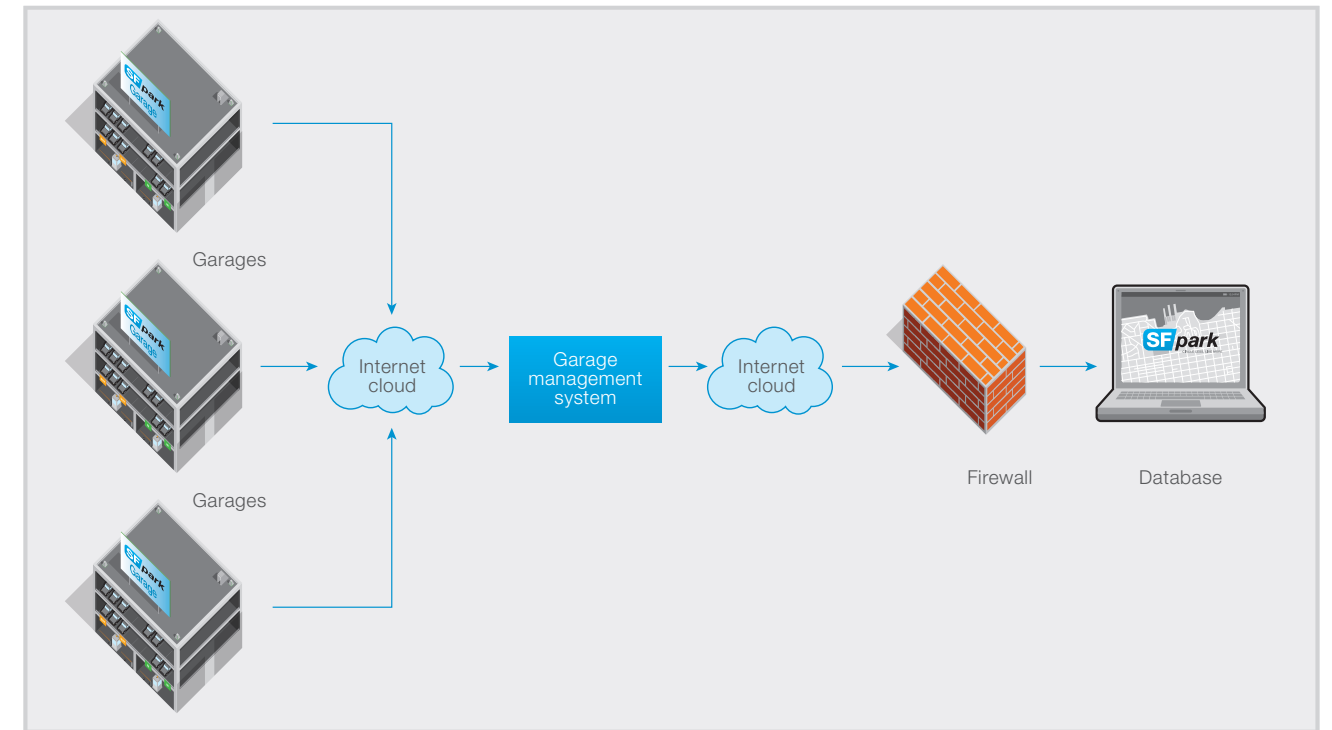 SFpark
Garage
Garages
SFpark
Garage
Garages
SFpark
Garage
Internet
cloud
Garage
management
system
Internet
cloud
Firewall
SFpark
Database